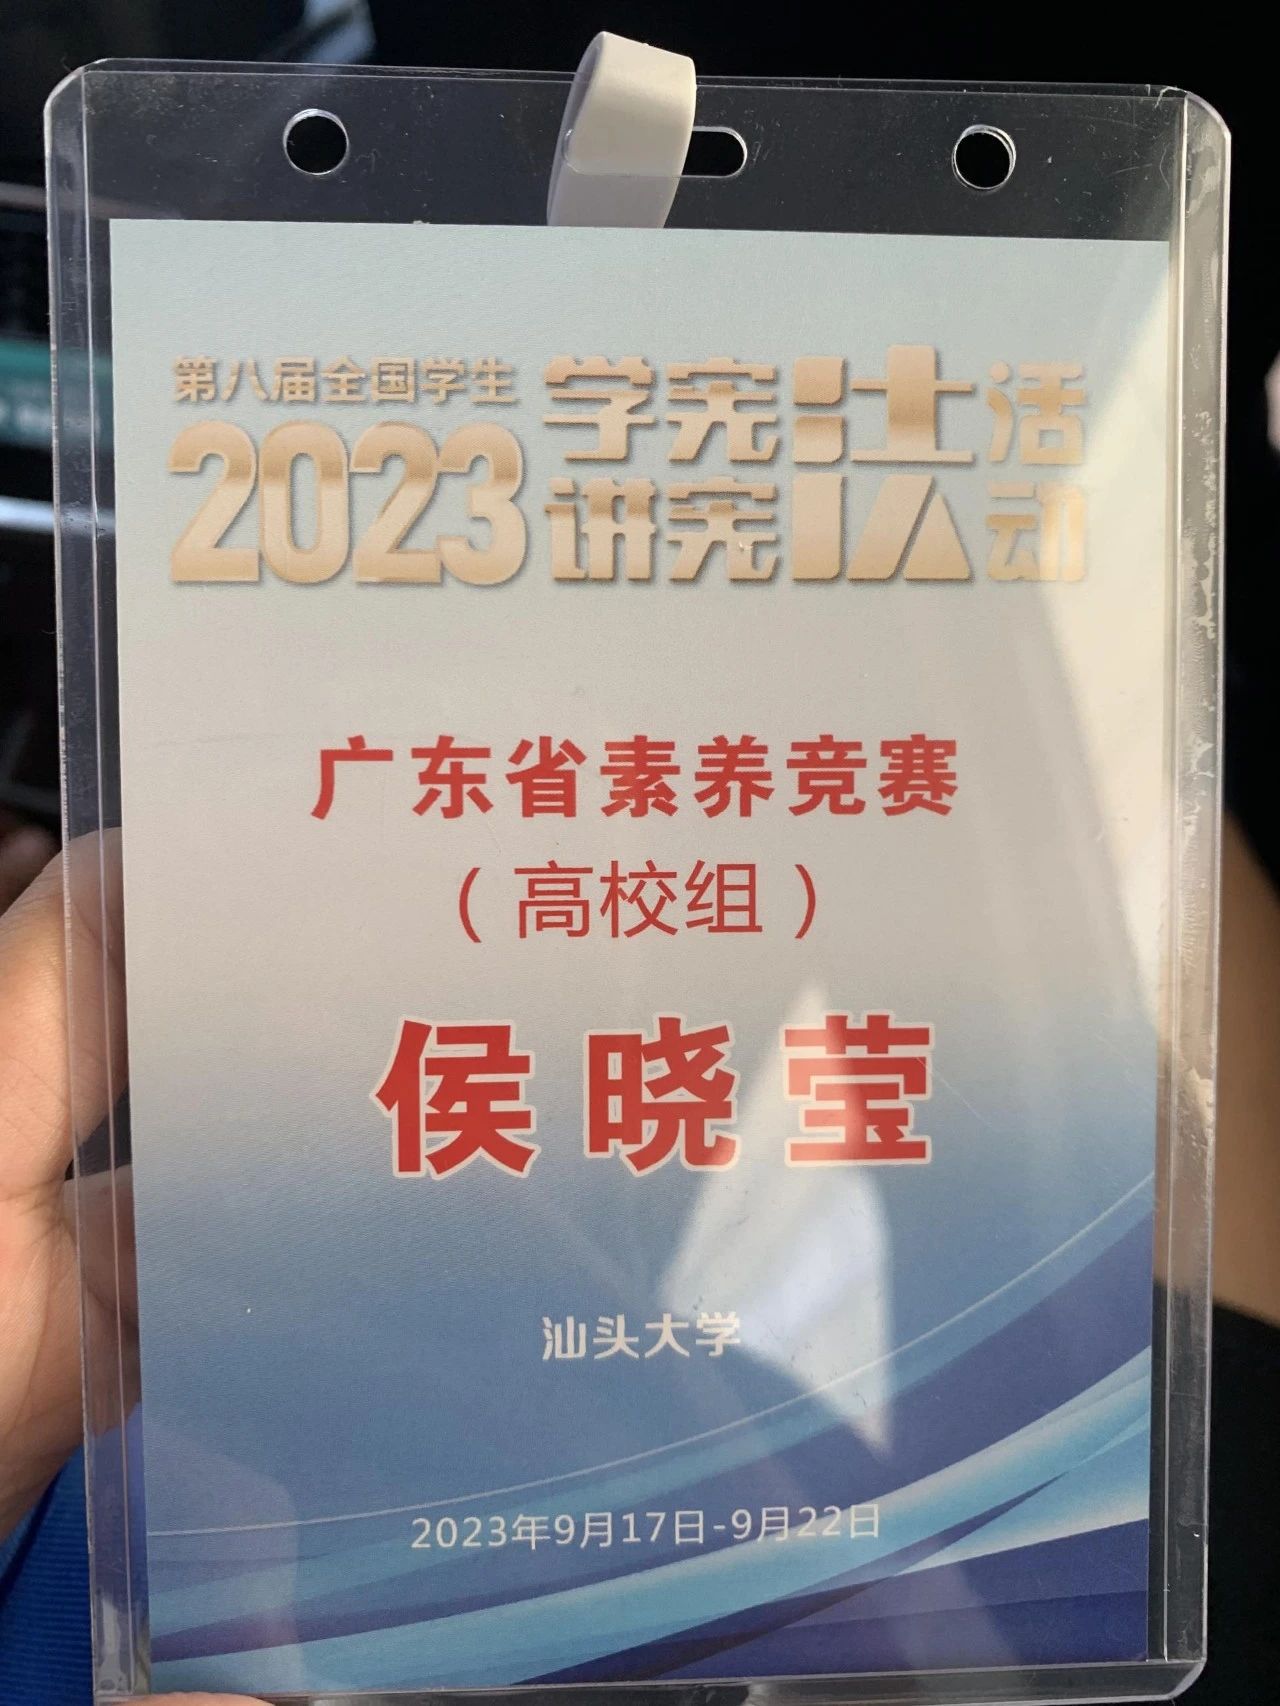 第八届全国学生
2023
学宪法
讲宪法
活动
广东省素养竞赛
（高校组）
侯晓莹
汕头大学
2023年9月17日-9月22日